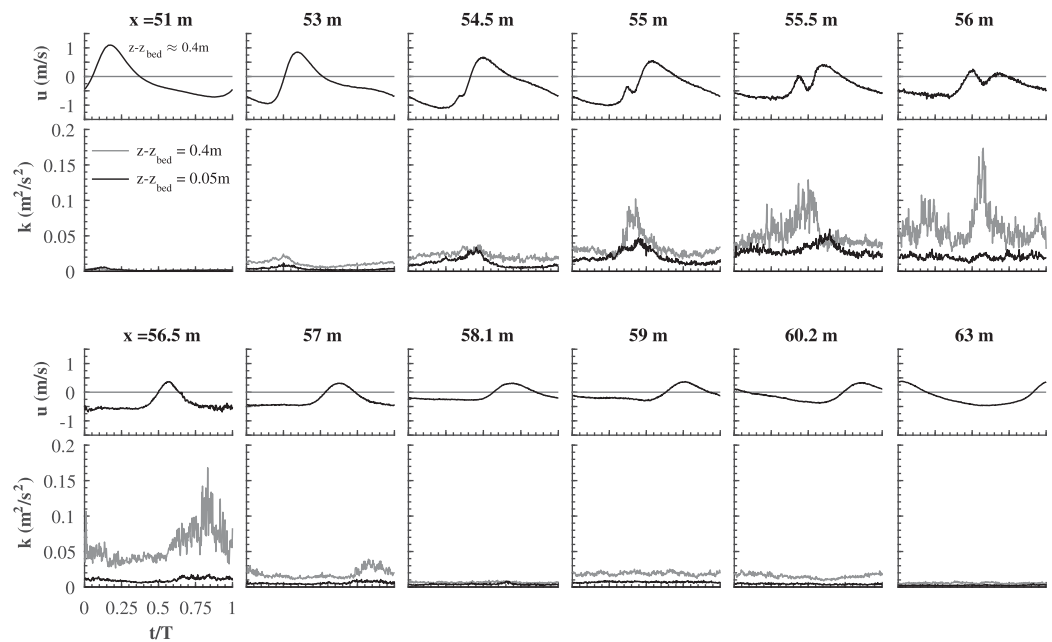 x =51 m 53 m 54.5 m 55 m 55.5 m 56 m
u (m/s)
1
0
-1
z-z_bed ≈ 0.4m
k (m²/s²)
0.2
0.15
0.1
0.05
0
z-z_bed = 0.4m
z-z_bed = 0.05m
x =56.5 m 57 m 58.1 m 59 m 60.2 m 63 m
u (m/s)
1
0
-1
k (m²/s²)
0.2
0.15
0.1
0.05
0
0 0.25 0.5 0.75 1
t/T